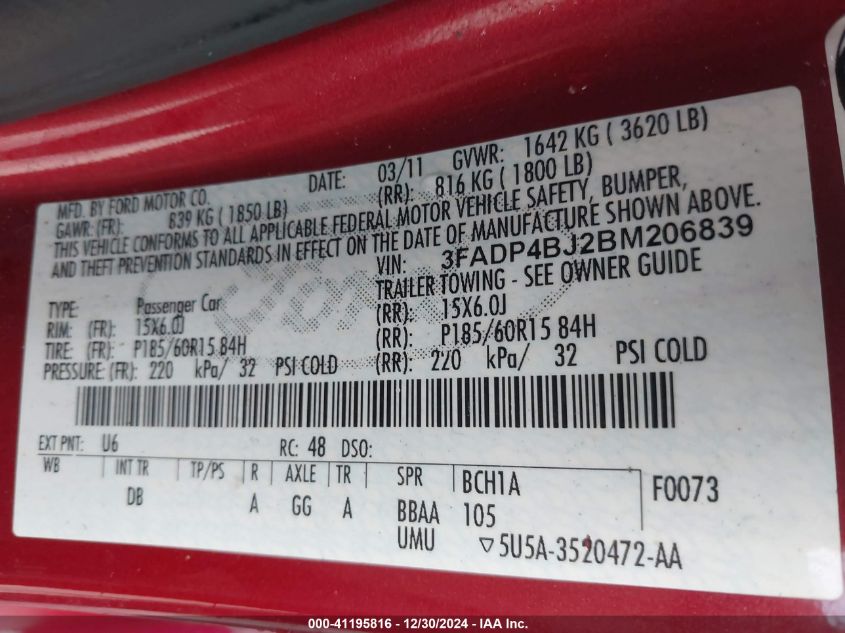 MFD. BY FORD MOTOR CO. DATE: 03/11 GVWR: 1642 KG ( 3620 LB)
GAWR: (FR): 839 KG ( 1850 LB) (RR): 816 KG ( 1800 LB)
THIS VEHICLE CONFORMS TO ALL APPLICABLE FEDERAL MOTOR VEHICLE SAFETY, BUMPER,
AND THEFT PREVENTION STANDARDS IN EFFECT ON THE DATE OF MANUFACTURE SHOWN ABOVE.
VIN: 3FADP4BJ2BM206839
TYPE: Passenger Car TRAILER TOWING - SEE OWNER GUIDE
RIM: (FR): 15X6.0J (RR): 15X6.0J
TIRE: (FR): P185/60R15 84H (RR): P185/60R15 84H
PRESSURE: (FR): 220 kPa/ 32 PSI COLD (RR): 220 kPa/ 32 PSI COLD
EXT PNT: U6 RC: 48 DSO:
WB INT TR TP/PS R AXLE TR SPR BCH1A F0073
DB A GG A BBAA 105
UMU ▽5U5A-3520472-AA
000-41195816 - 12/30/2024 - IAA Inc.